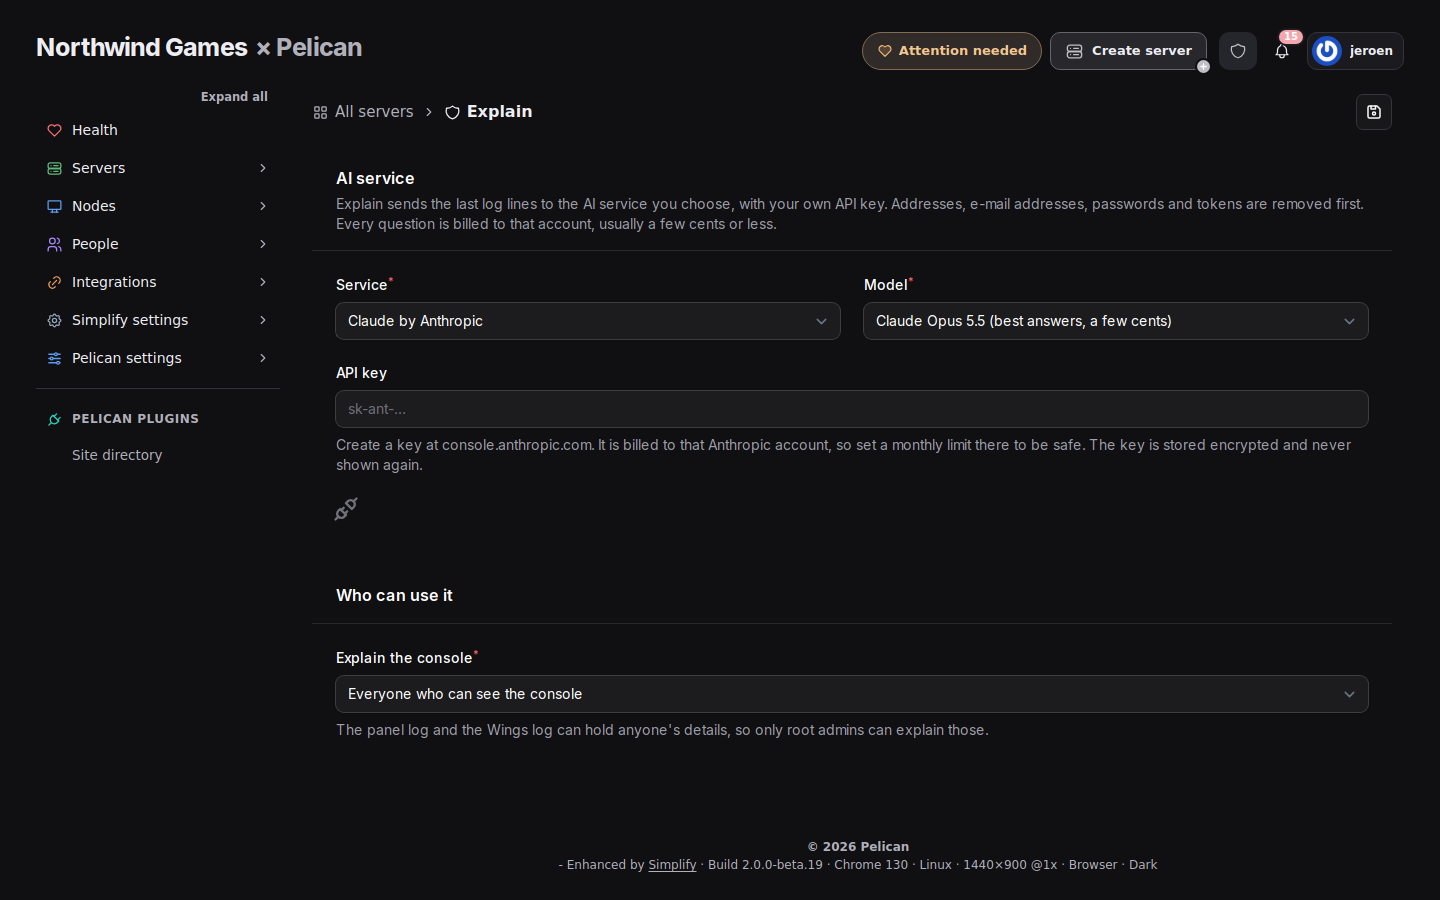 Northwind Games × Pelican
Attention needed
Create server
15
jeroen
Expand all
Health
Servers
Nodes
People
Integrations
Simplify settings
Pelican settings
PELICAN PLUGINS
Site directory
All servers
Explain
AI service
Explain sends the last log lines to the AI service you choose, with your own API key. Addresses, e-mail addresses, passwords and tokens are removed first.
Every question is billed to that account, usually a few cents or less.
Service*
Model*
Claude by Anthropic
Claude Opus 5.5 (best answers, a few cents)
API key
sk-ant-...
Create a key at console.anthropic.com. It is billed to that Anthropic account, so set a monthly limit there to be safe. The key is stored encrypted and never
shown again.
Who can use it
Explain the console*
Everyone who can see the console
The panel log and the Wings log can hold anyone's details, so only root admins can explain those.
© 2026 Pelican
- Enhanced by Simplify · Build 2.0.0-beta.19 · Chrome 130 · Linux · 1440×900 @1x · Browser · Dark